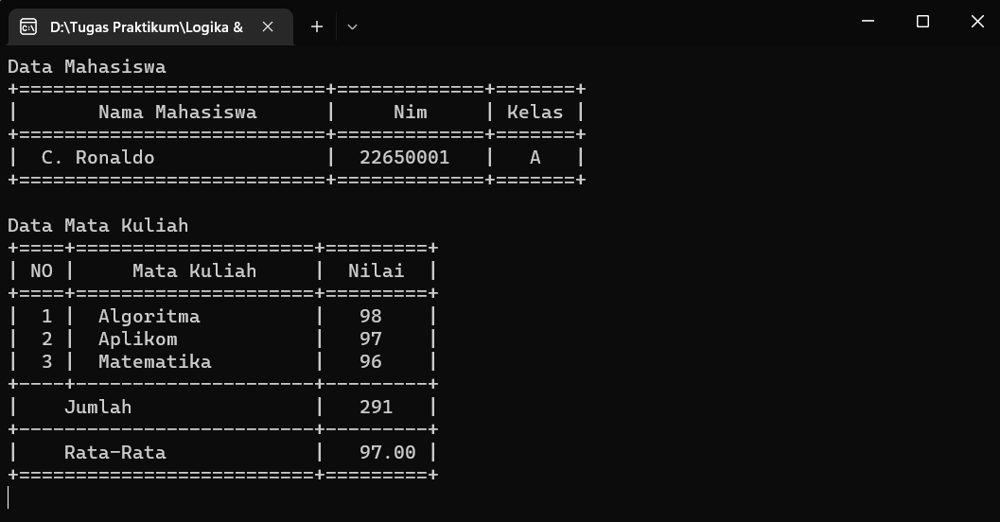 D:\Tugas Praktikum\Logika &
Data Mahasiswa
+===========================+=============+=======+
|       Nama Mahasiswa      |     Nim     | Kelas |
+===========================+=============+=======+
|  C. Ronaldo               |  22650001   |   A   |
+===========================+=============+=======+
Data Mata Kuliah
+====+=====================+=========+
| NO |     Mata Kuliah     |  Nilai  |
+====+=====================+=========+
|  1 |  Algoritma          |   98    |
|  2 |  Aplikom            |   97    |
|  3 |  Matematika         |   96    |
+----+---------------------+---------+
|    Jumlah                |   291   |
+--------------------------+---------+
|    Rata-Rata             |   97.00 |
+==========================+=========+